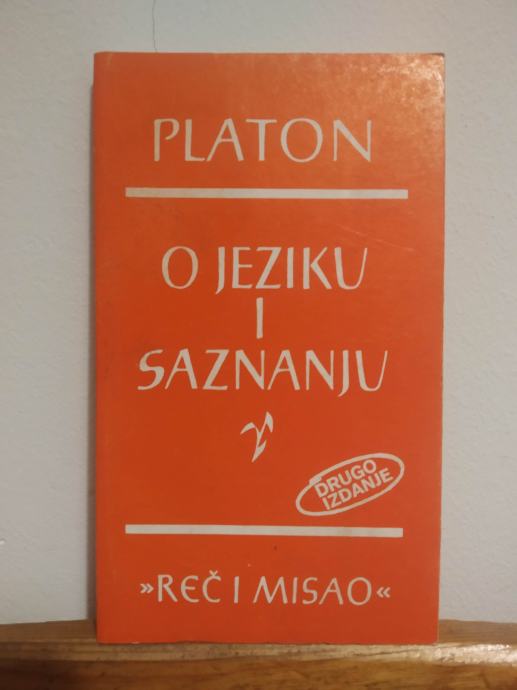 PLATON
O JEZIKU
I
SAZNANJU
DRUGO
IZDANJE
»REČ I MISAO«